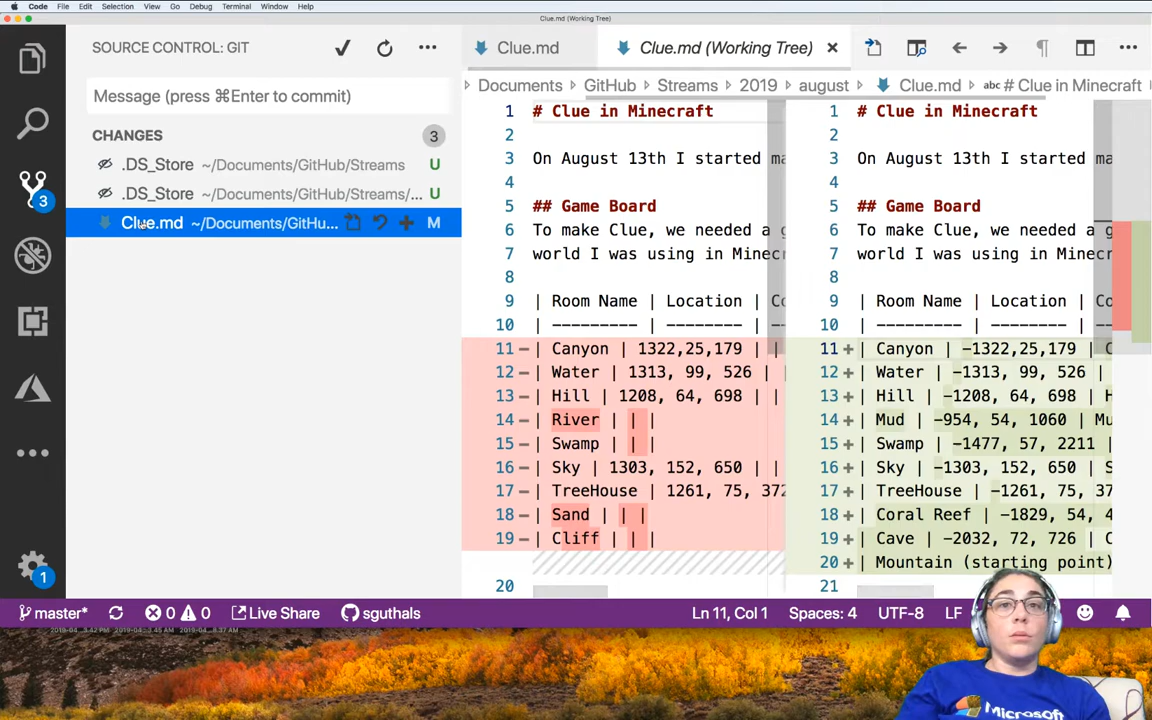 Code File Edit Selection View Go Debug Terminal Window Help
Clue.md (Working Tree)
SOURCE CONTROL: GIT
Message (press ⌘Enter to commit)
CHANGES 3
.DS_Store ~/Documents/GitHub/Streams U
.DS_Store ~/Documents/GitHub/Streams/... U
Clue.md ~/Documents/GitHu... M
3
1
Clue.md Clue.md (Working Tree)
Documents > GitHub > Streams > 2019 > august > Clue.md > abc # Clue in Minecraft
1 # Clue in Minecraft
2
3 On August 13th I started ma
4
5 ## Game Board
6 To make Clue, we needed a g
7 world I was using in Minecr
8
9 | Room Name | Location | Co
10 | --------- | -------- | ---
11 - | Canyon | 1322,25,179 | |
12 - | Water | 1313, 99, 526 | |
13 - | Hill | 1208, 64, 698 | |
14 - | River | | |
15 - | Swamp | | |
16 - | Sky | 1303, 152, 650 | |
17 - | TreeHouse | 1261, 75, 372
18 - | Sand | | |
19 - | Cliff | | |
20
1 # Clue in Minecraft
2
3 On August 13th I started ma
4
5 ## Game Board
6 To make Clue, we needed a g
7 world I was using in Minecr
8
9 | Room Name | Location | Co
10 | --------- | -------- | ---
11 + | Canyon | -1322,25,179 | C
12 + | Water | -1313, 99, 526 |
13 + | Hill | -1208, 64, 698 | H
14 + | Mud | -954, 54, 1060 | Mu
15 + | Swamp | -1477, 57, 2211
16 + | Sky | -1303, 152, 650 | S
17 + | TreeHouse | -1261, 75, 37
18 + | Coral Reef | -1829, 54, 4
19 + | Cave | -2032, 72, 726 | C
20 + | Mountain (starting point)
21
master* 0 0 Live Share sguthals Ln 11, Col 1 Spaces: 4 UTF-8 LF
Microsoft